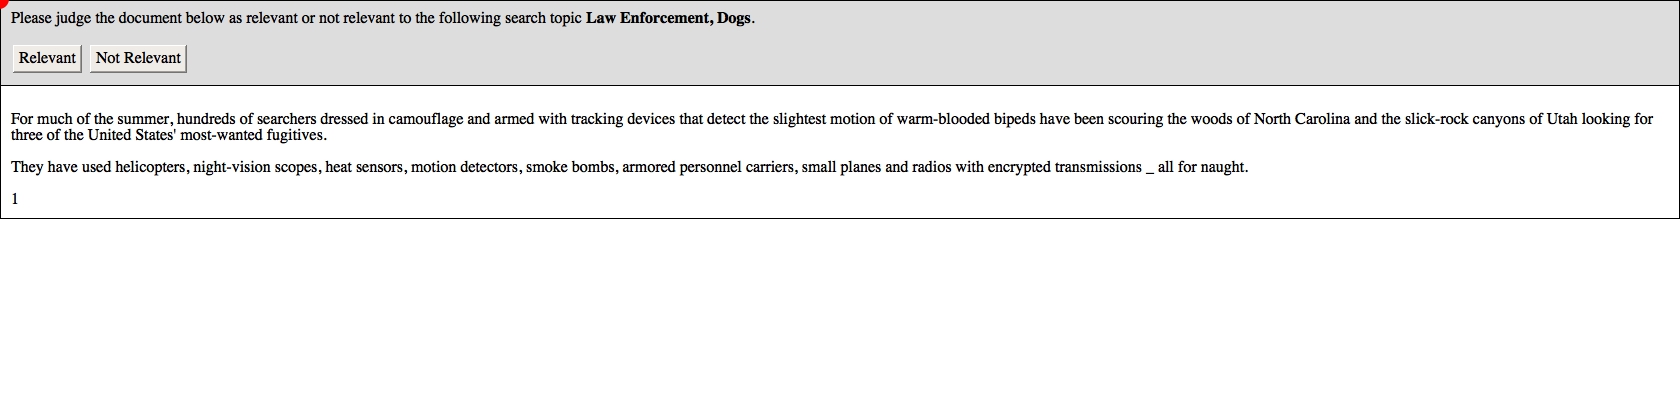 Please judge the document below as relevant or not relevant to the following search topic Law Enforcement, Dogs.
Relevant Not Relevant
For much of the summer, hundreds of searchers dressed in camouflage and armed with tracking devices that detect the slightest motion of warm-blooded bipeds have been scouring the woods of North Carolina and the slick-rock canyons of Utah looking for
three of the United States' most-wanted fugitives.
They have used helicopters, night-vision scopes, heat sensors, motion detectors, smoke bombs, armored personnel carriers, small planes and radios with encrypted transmissions _ all for naught.
1